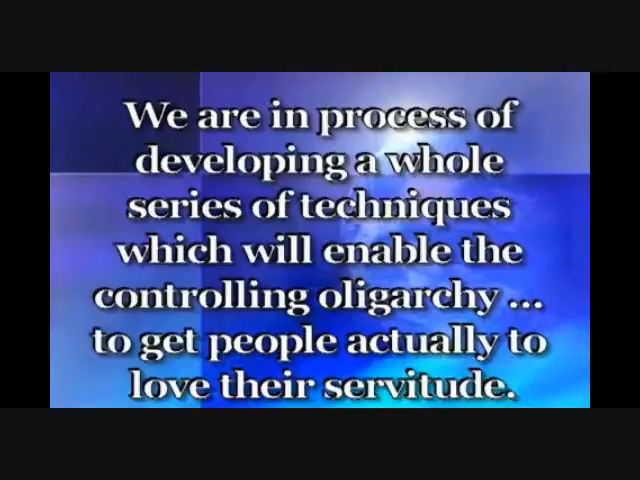 We are in process of
developing a whole
series of techniques
which will enable the
controlling oligarchy ...
to get people actually to
love their servitude.